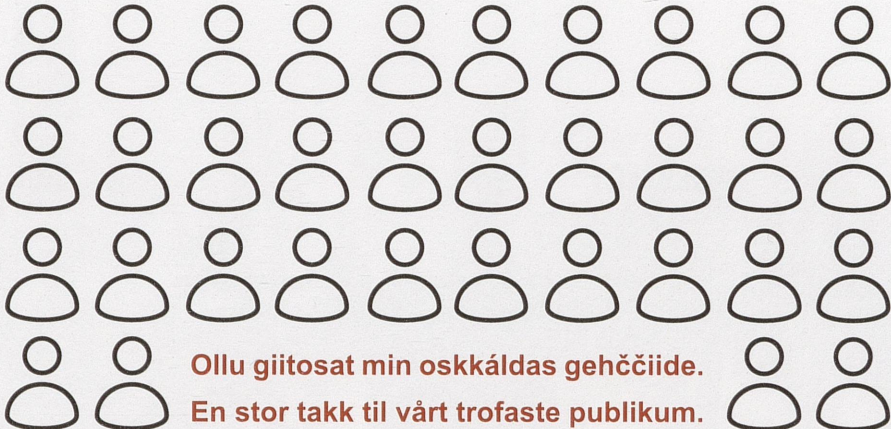 Ollu giitosat min oskkáldas gehččiide.
En stor takk til vårt trofaste publikum.